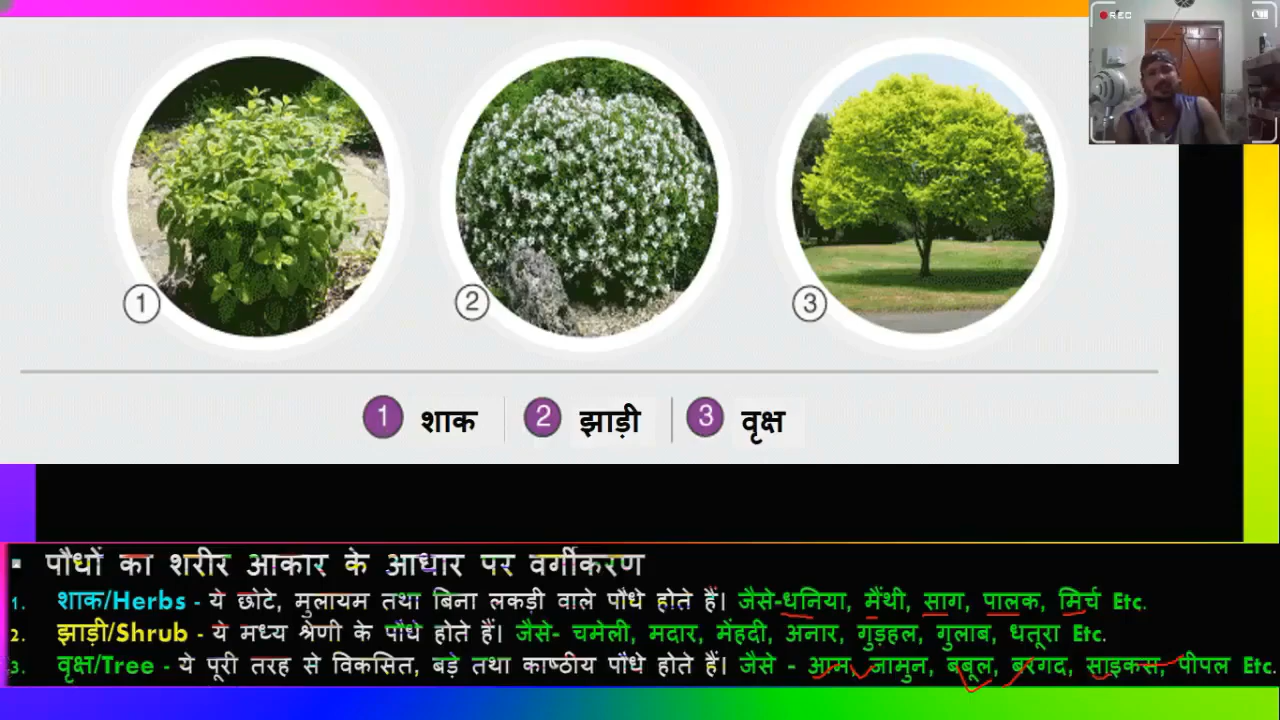 REC
1 2 3
1 शाक 2 झाड़ी 3 वृक्ष
▪ पौधों का शरीर आकार के आधार पर वर्गीकरण
1. शाक/Herbs - ये छोटे, मुलायम तथा बिना लकड़ी वाले पौधे होते हैं। जैसे-धनिया, मैंथी, साग, पालक, मिर्च Etc.
2. झाड़ी/Shrub - ये मध्य श्रेणी के पौधे होते हैं। जैसे- चमेली, मदार, मेंहदी, अनार, गुड़हल, गुलाब, धतूरा Etc.
3. वृक्ष/Tree - ये पूरी तरह से विकसित, बड़े तथा काष्ठीय पौधे होते हैं। जैसे - आम, जामुन, बबूल, बरगद, साइकस, पीपल Etc.